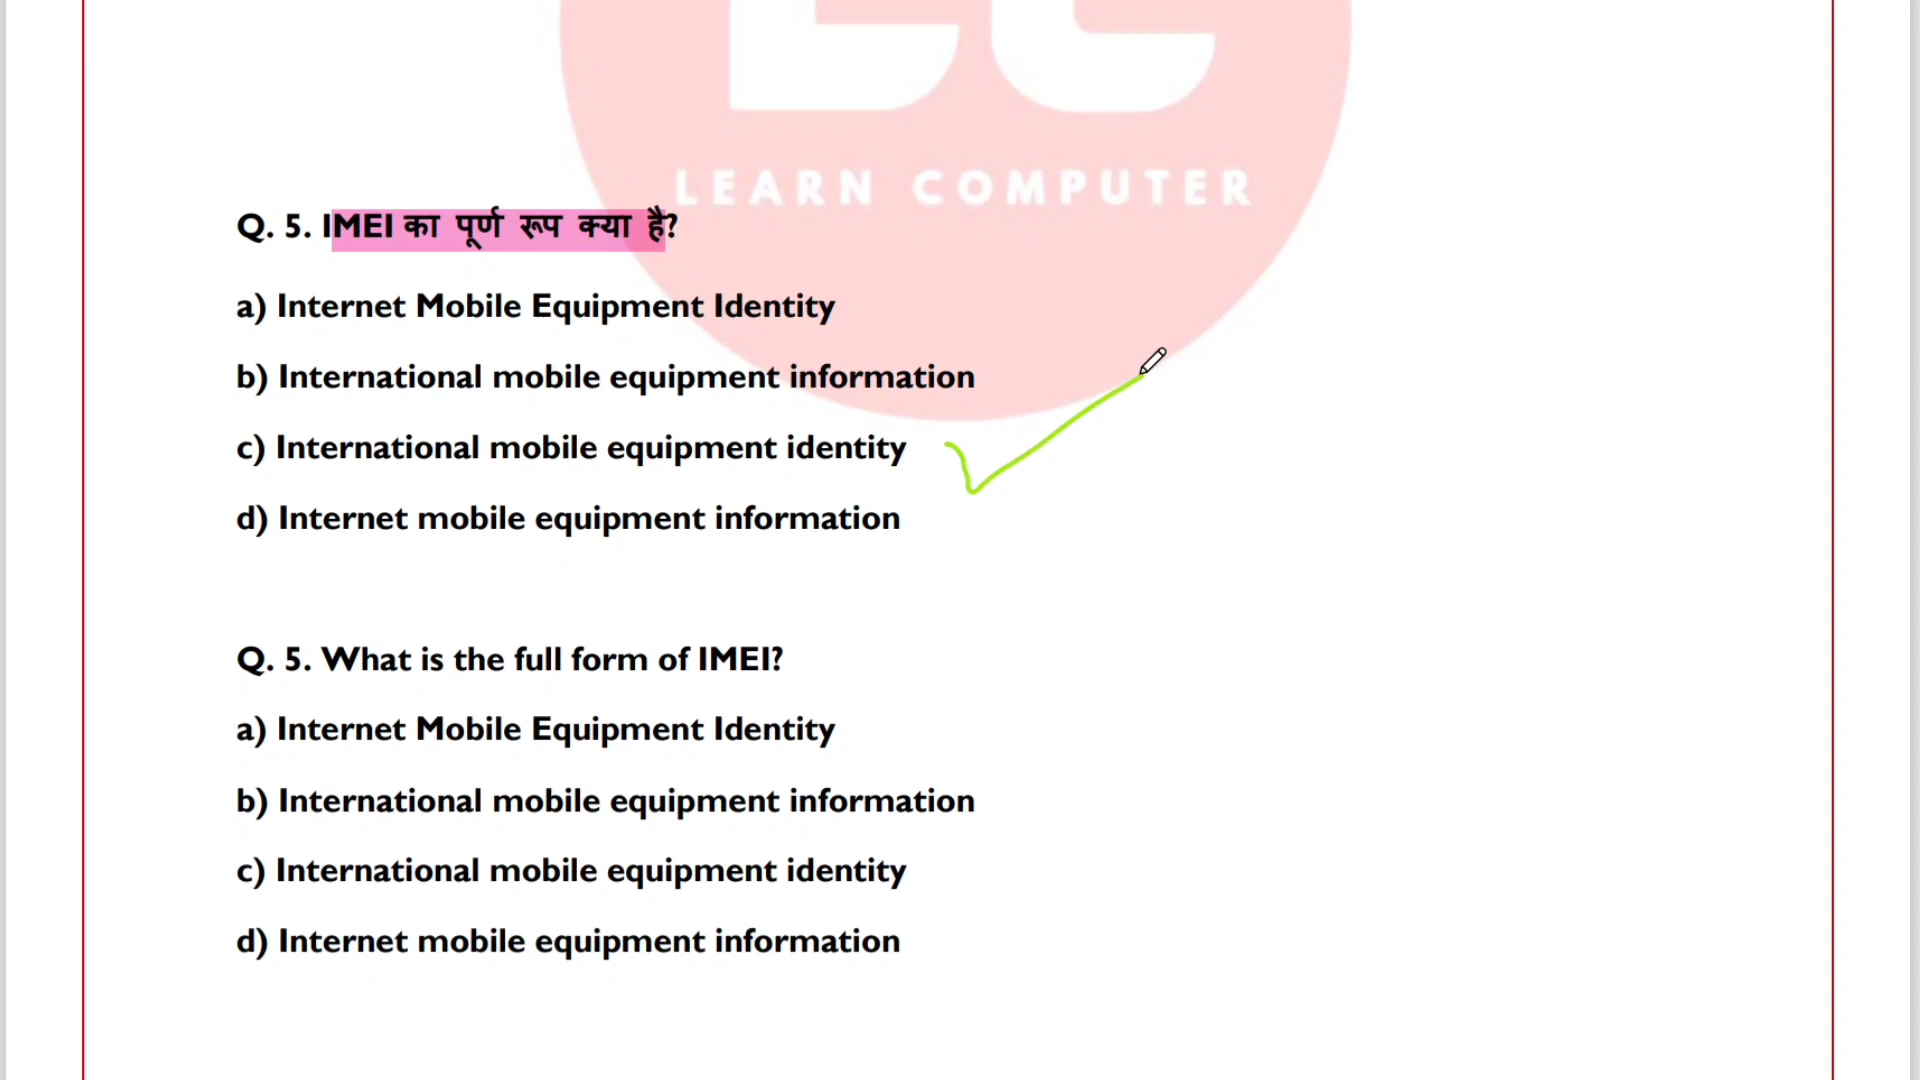 LEARN COMPUTER
Q. 5. IMEI का पूर्ण रूप क्या है?
a) Internet Mobile Equipment Identity
b) International mobile equipment information
c) International mobile equipment identity
d) Internet mobile equipment information
Q. 5. What is the full form of IMEI?
a) Internet Mobile Equipment Identity
b) International mobile equipment information
c) International mobile equipment identity
d) Internet mobile equipment information